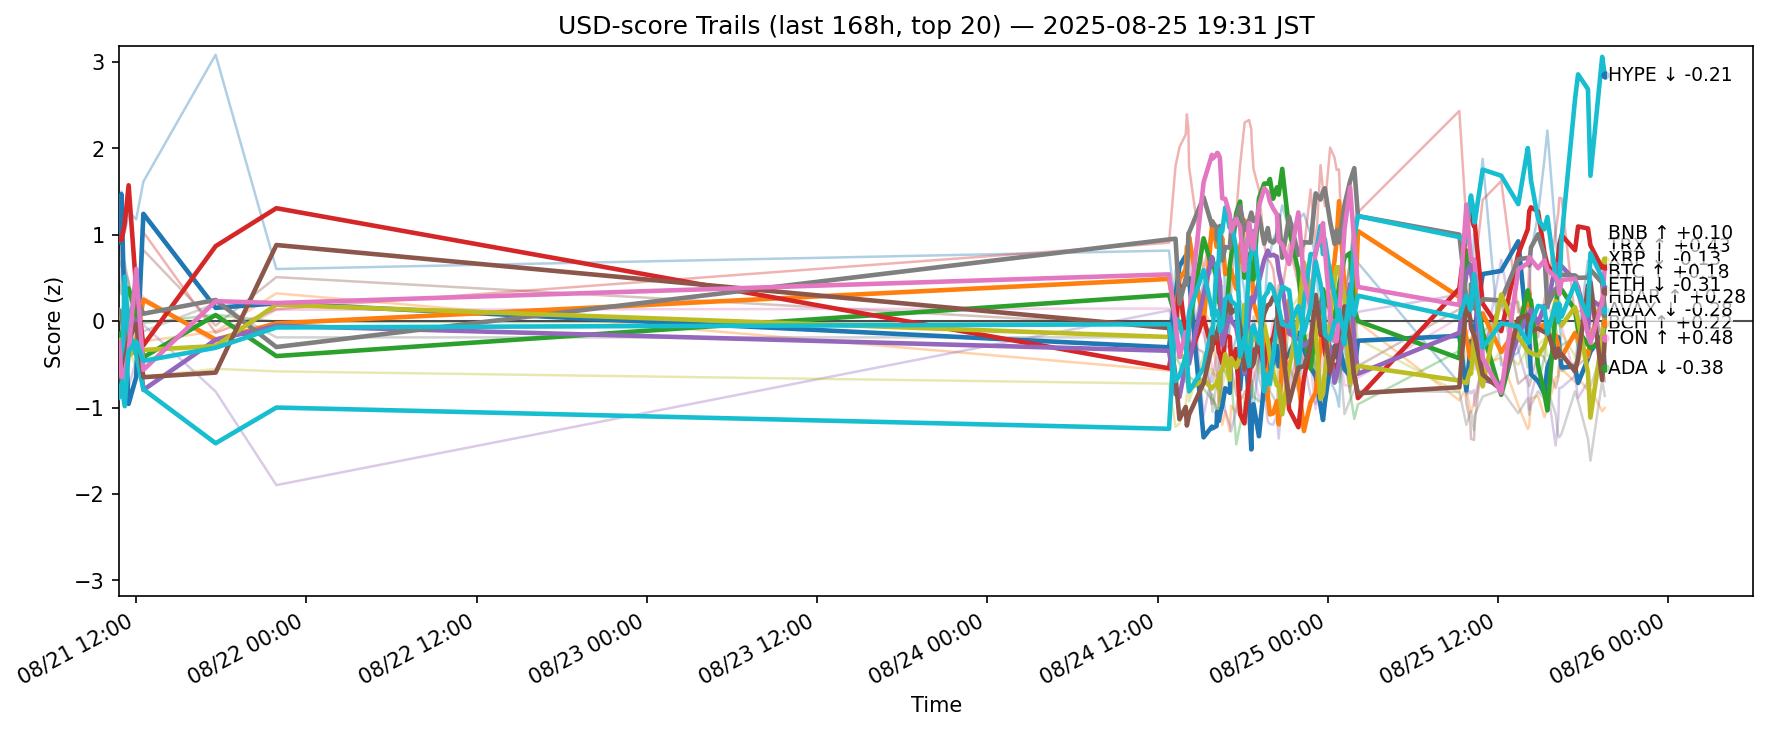 USD-score Trails (last 168h, top 20) — 2025-08-25 19:31 JST
Score (z)
3
2
1
0
−1
−2
−3
HYPE ↓ -0.21
BNB ↑ +0.10
TRX ↑ +0.43
XRP ↓ -0.13
BTC ↑ +0.18
ETH ↓ -0.31
HBAR ↑ +0.28
AVAX ↓ -0.28
BCH ↑ +0.22
TON ↑ +0.48
ADA ↓ -0.38
08/21 12:00
08/22 00:00
08/22 12:00
08/23 00:00
08/23 12:00
08/24 00:00
08/24 12:00
08/25 00:00
08/25 12:00
08/26 00:00
Time